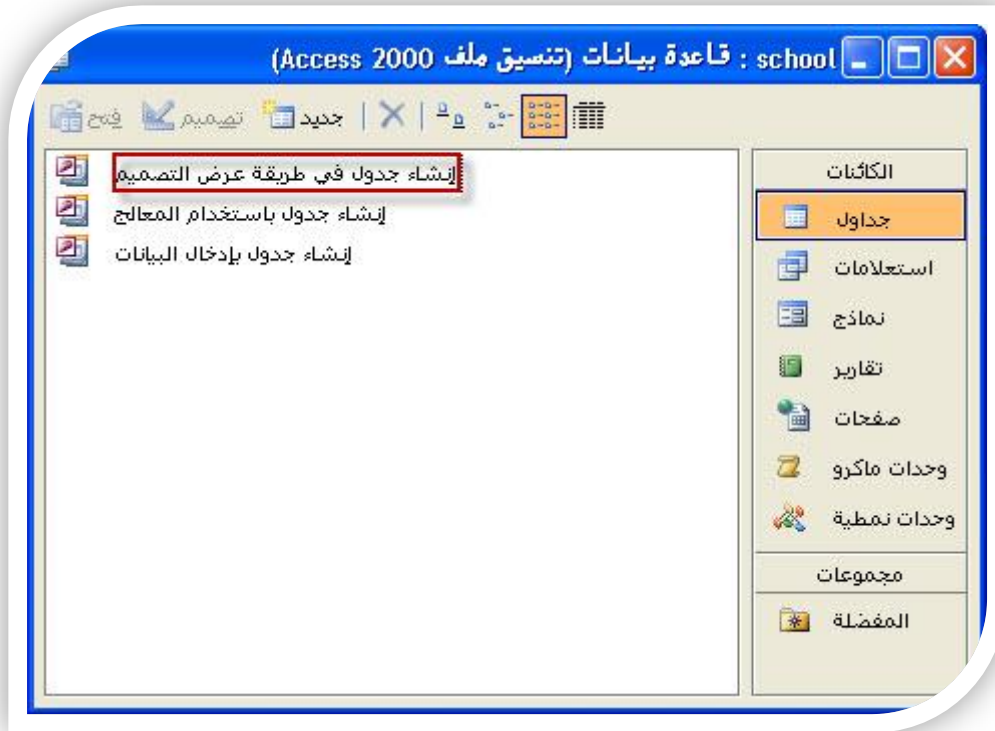 school : قاعدة بيانات (تنسيق ملف Access 2000)
فتح تصميم جديد
الكائنات
جداول
استعلامات
نماذج
تقارير
صفحات
وحدات ماكرو
وحدات نمطية
مجموعات
المفضلة
إنشاء جدول في طريقة عرض التصميم
إنشاء جدول باستخدام المعالج
إنشاء جدول بإدخال البيانات